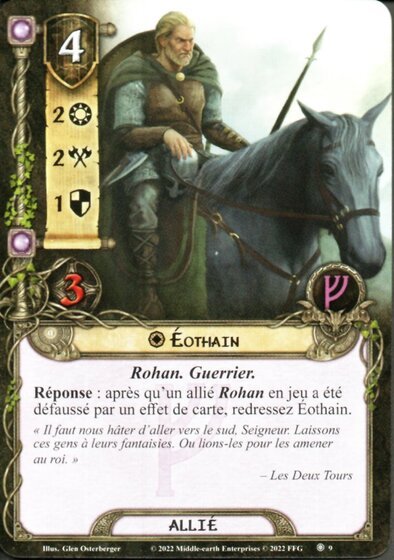 4
2
2
1
3
Éothain
Rohan. Guerrier.
Réponse : après qu'un allié Rohan en jeu a été
défaussé par un effet de carte, redressez Éothain.
« Il faut nous hâter d'aller vers le sud, Seigneur. Laissons
ces gens à leurs fantaisies. Ou lions-les pour les amener
au roi. »
– Les Deux Tours
ALLIÉ
Illus. Glen Osterberger © 2022 Middle-earth Enterprises © 2022 FFG 9